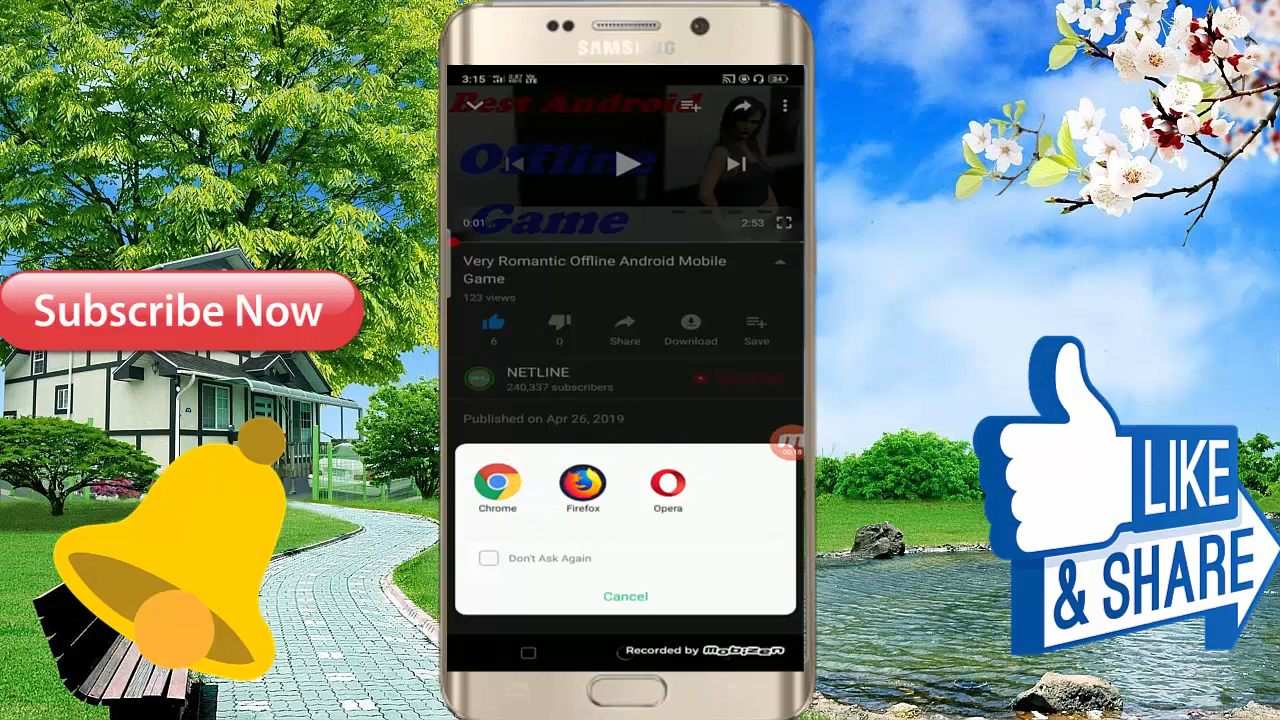 SAMSUNG
3:15
Best Android
Offline
Game
0:01
2:53
Very Romantic Offline Android Mobile
Game
123 views
6
0
Share
Download
Save
NETLINE
240,337 subscribers
Published on Apr 26, 2019
00:18
Chrome
Firefox
Opera
Don't Ask Again
Cancel
Recorded by mobizen
Subscribe Now
LIKE
& SHARE